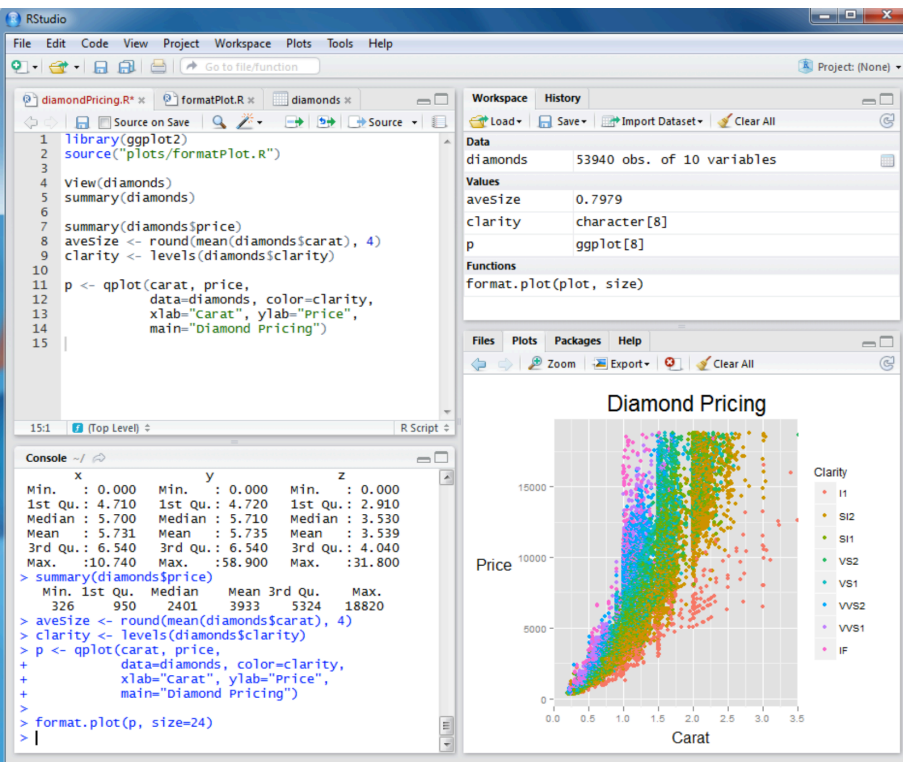 RStudio
File Edit Code View Project Workspace Plots Tools Help
Go to file/function Project: (None)
diamondPricing.R* formatPlot.R diamonds
Source on Save Source
1 library(ggplot2)
2 source("plots/formatPlot.R")
3
4 View(diamonds)
5 summary(diamonds)
6
7 summary(diamonds$price)
8 aveSize <- round(mean(diamonds$carat), 4)
9 clarity <- levels(diamonds$clarity)
10
11 p <- qplot(carat, price,
12 data=diamonds, color=clarity,
13 xlab="Carat", ylab="Price",
14 main="Diamond Pricing")
15
15:1 (Top Level) R Script
Console ~/
x y z
Min. : 0.000 Min. : 0.000 Min. : 0.000
1st Qu.: 4.710 1st Qu.: 4.720 1st Qu.: 2.910
Median : 5.700 Median : 5.710 Median : 3.530
Mean : 5.731 Mean : 5.735 Mean : 3.539
3rd Qu.: 6.540 3rd Qu.: 6.540 3rd Qu.: 4.040
Max. :10.740 Max. :58.900 Max. :31.800
> summary(diamonds$price)
Min. 1st Qu. Median Mean 3rd Qu. Max.
326 950 2401 3933 5324 18820
> aveSize <- round(mean(diamonds$carat), 4)
> clarity <- levels(diamonds$clarity)
> p <- qplot(carat, price,
+ data=diamonds, color=clarity,
+ xlab="Carat", ylab="Price",
+ main="Diamond Pricing")
>
> format.plot(p, size=24)
>
Workspace History
Load Save Import Dataset Clear All
Data
diamonds 53940 obs. of 10 variables
Values
aveSize 0.7979
clarity character[8]
p ggplot[8]
Functions
format.plot(plot, size)
Files Plots Packages Help
Zoom Export Clear All
Diamond Pricing
Price
15000
10000
5000
0
0.0 0.5 1.0 1.5 2.0 2.5 3.0 3.5
Carat
Clarity
I1
SI2
SI1
VS2
VS1
VVS2
VVS1
IF